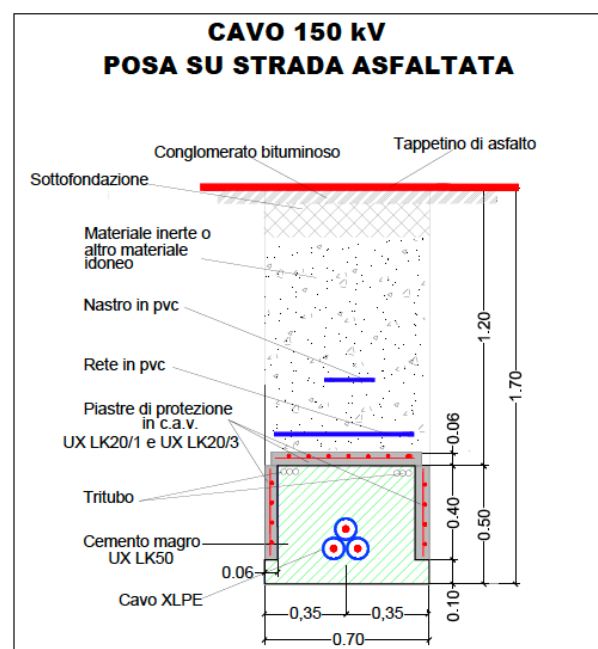 CAVO 150 kV
POSA SU STRADA ASFALTATA
Tappetino di asfalto
Conglomerato bituminoso
Sottofondazione
Materiale inerte o
altro materiale
idoneo
Nastro in pvc
Rete in pvc
Piastre di protezione
in c.a.v.
UX LK20/1 e UX LK20/3
Tritubo
Cemento magro
UX LK50
0.06
Cavo XLPE
0,35
0,35
0.70
1.20
1.70
0.06
0.40
0.50
0.10